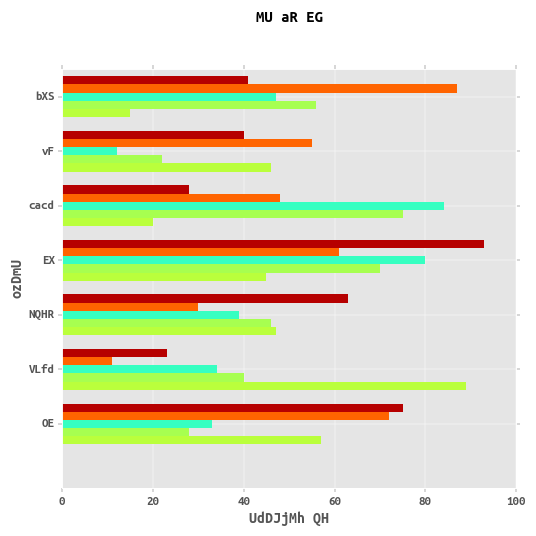 MU aR EG
bXS
vF
cacd
EX
NQHR
VLfd
OE
ozDmU
0 20 40 60 80 100
UdDJjMh QH